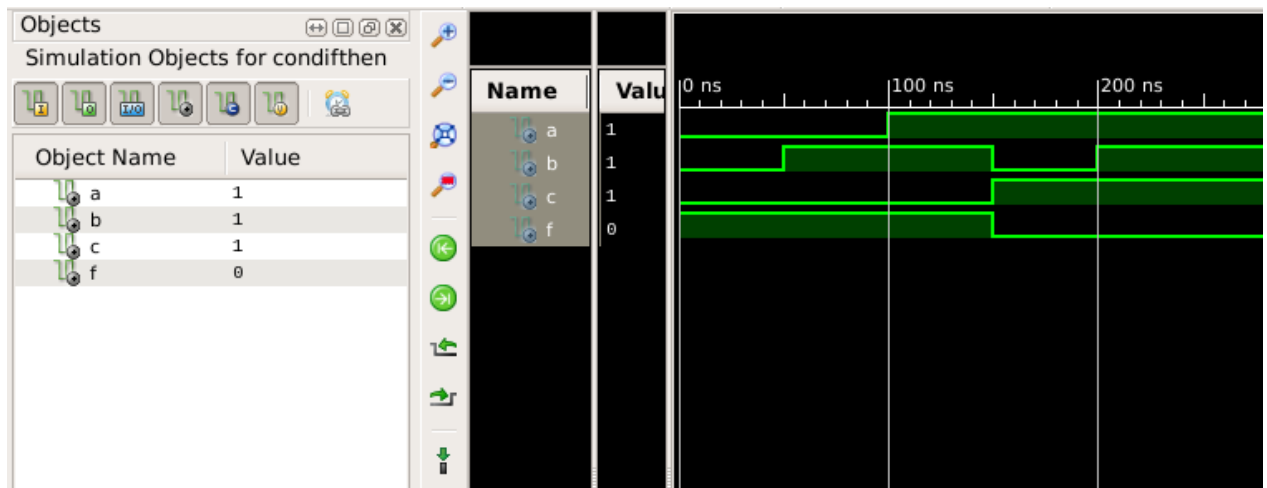 Objects
Simulation Objects for condifthen
I O I/O C V
Object Name Value
a 1
b 1
c 1
f 0
Name Valu
a 1
b 1
c 1
f 0
0 ns 100 ns 200 ns